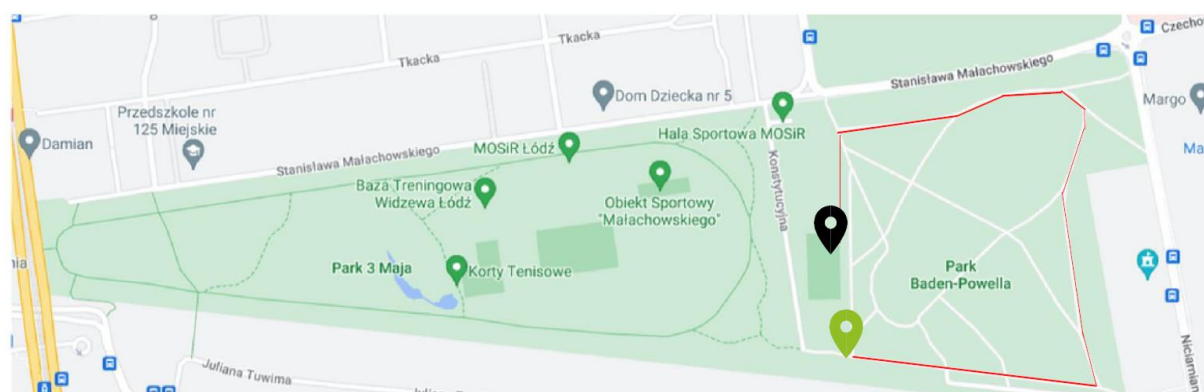 Tkacka
Tkacka
Czechow
Stanisława Małachowskiego
Przedszkole nr
125 Miejskie
Dom Dziecka nr 5
Margo
Damian
Hala Sportowa MOSiR
MOSiR Łódź
Ma
Stanisława Małachowskiego
Baza Treningowa
Widzewa Łódź
Konstytucyjna
Obiekt Sportowy
"Małachowskiego"
nia
Park 3 Maja
Korty Tenisowe
Park
Baden-Powella
Niciarnia
Juliana Tuwima